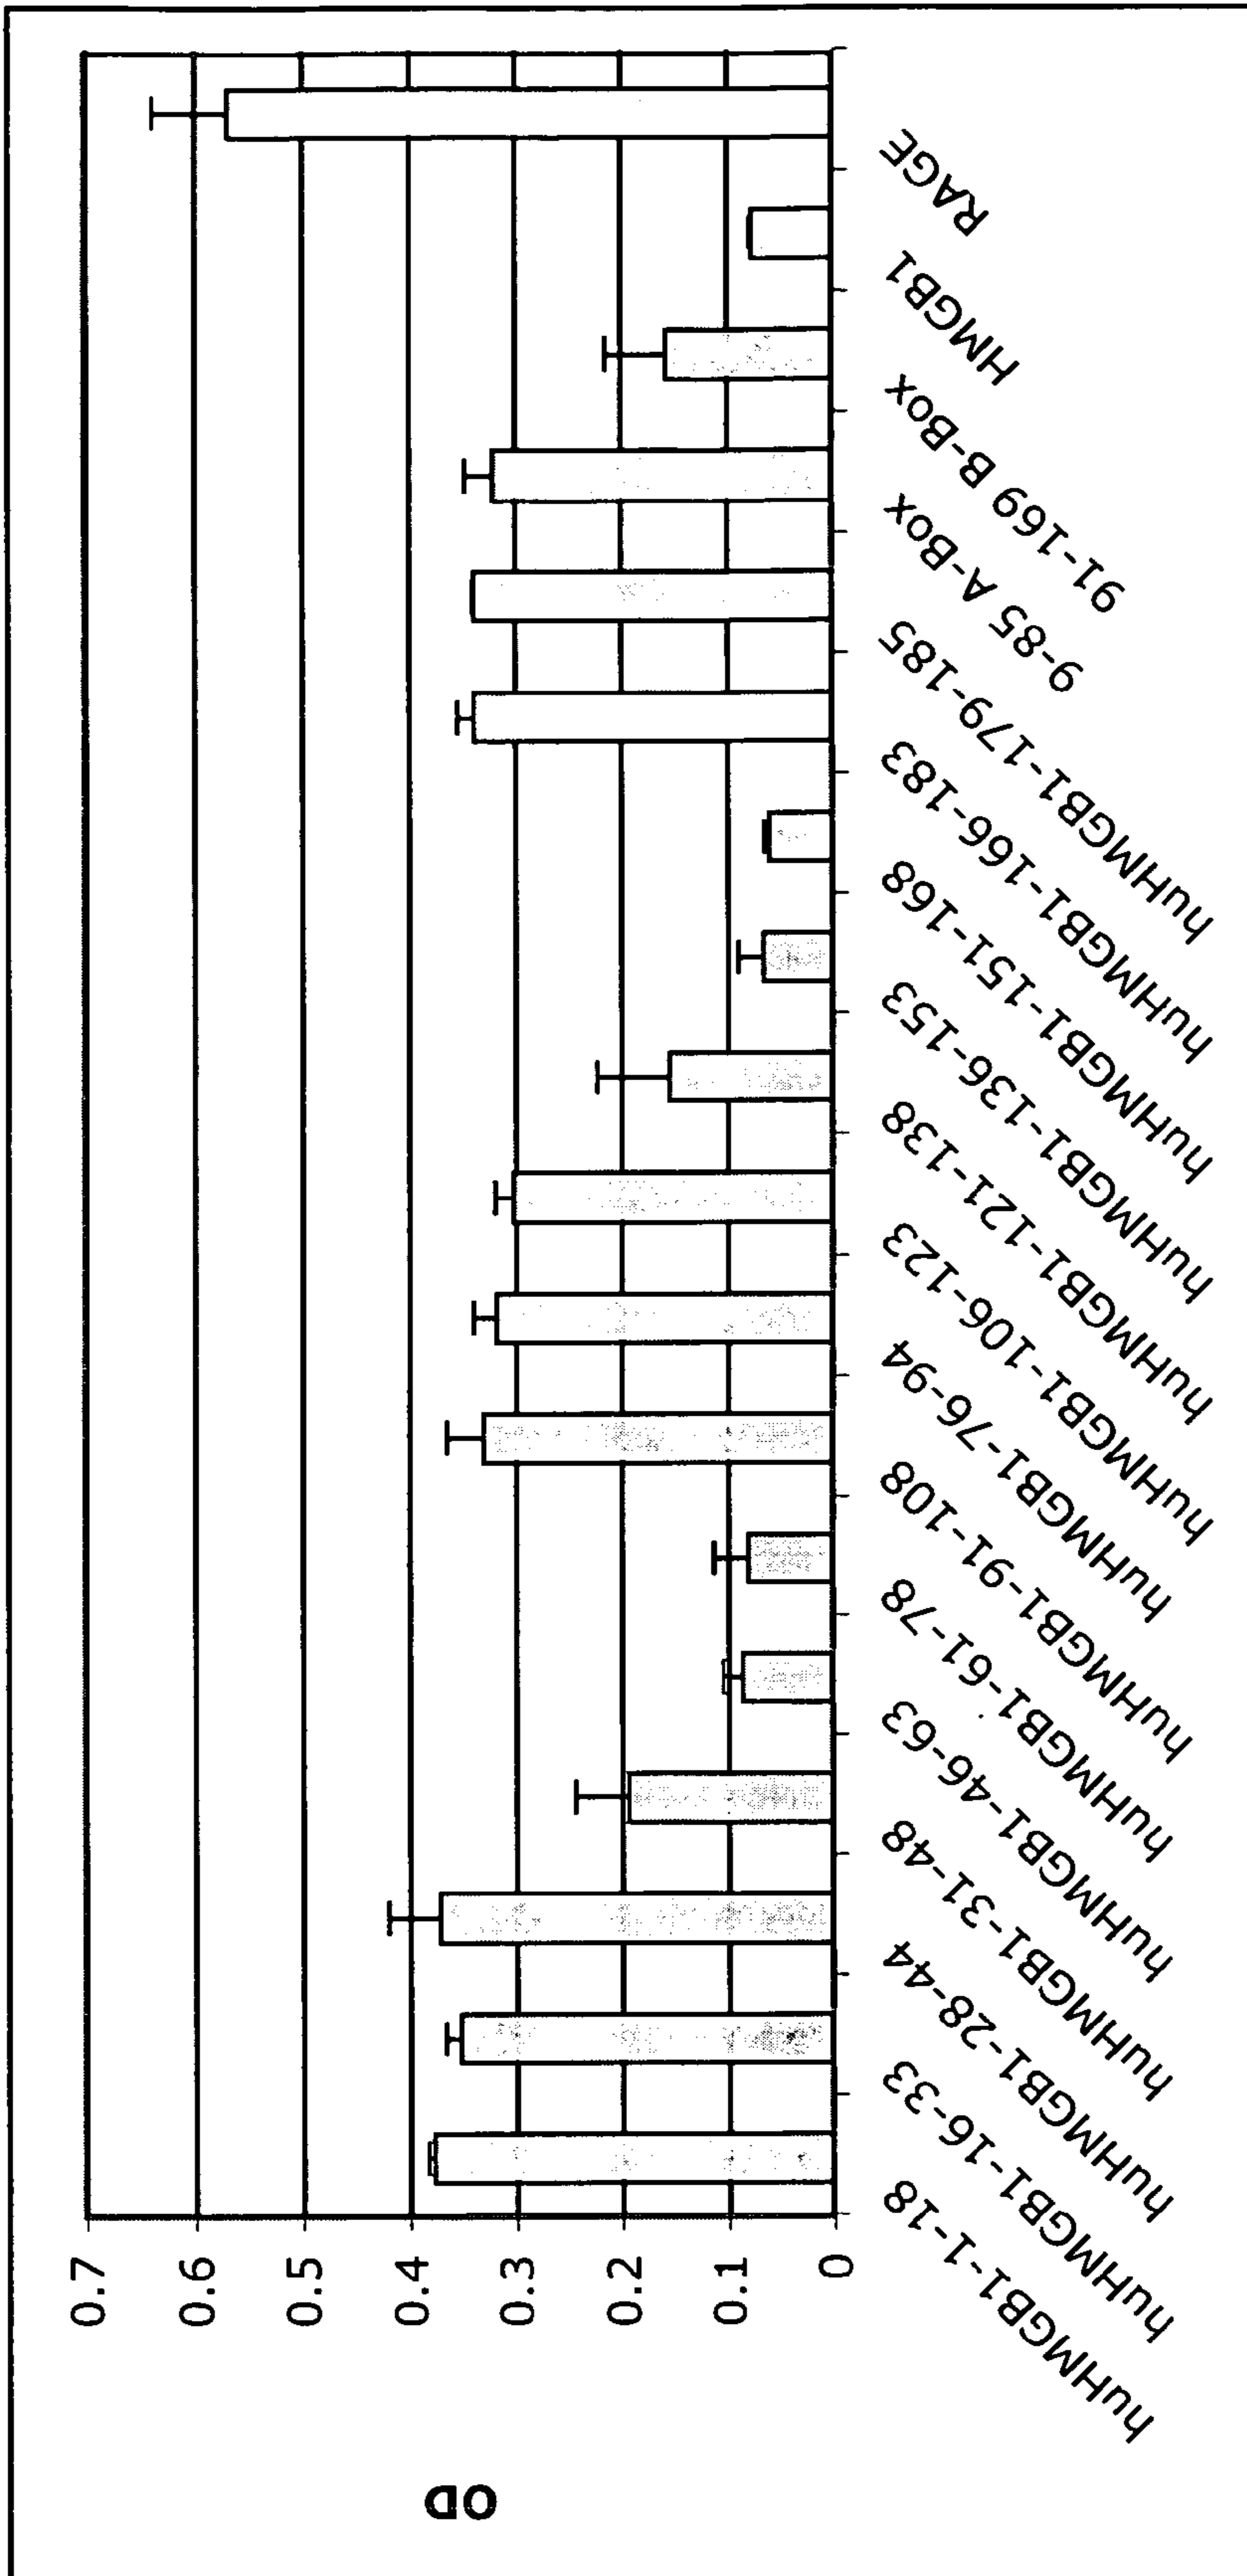 OD
0.7
0.6
0.5
0.4
0.3
0.2
0.1
0
huHMGB1-1-18
huHMGB1-16-33
huHMGB1-28-44
huHMGB1-31-48
huHMGB1-46-63
huHMGB1-61-78
huHMGB1-91-108
huHMGB1-76-94
huHMGB1-106-123
huHMGB1-121-138
huHMGB1-136-153
huHMGB1-151-168
huHMGB1-166-183
huHMGB1-179-185
9-85 A-Box
91-169 B-Box
HMGB1
RAGE